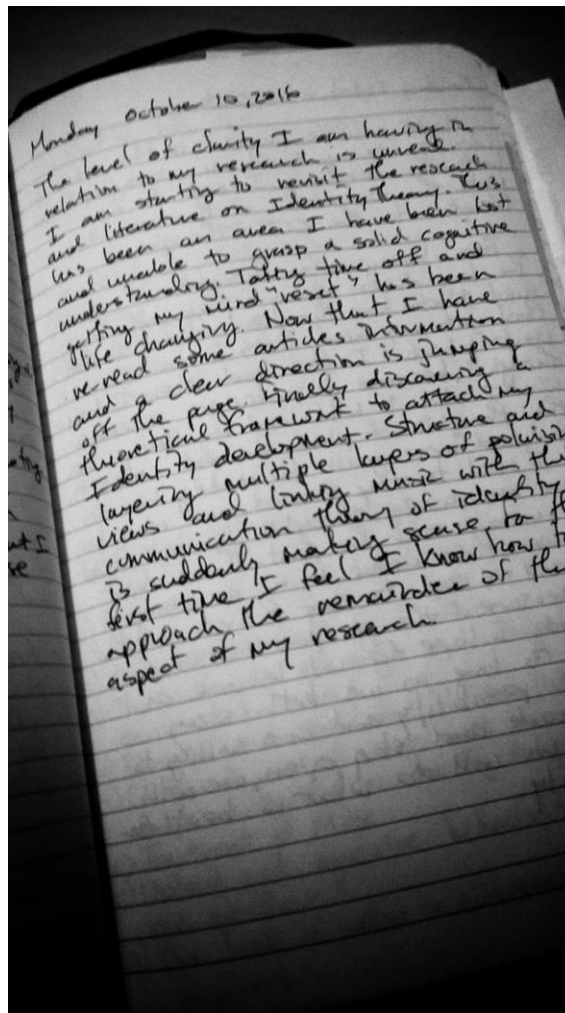 Monday October 10, 2016
The level of clarity I am having in
relation to my research is unreal.
I am starting to revisit the research
and literature on Identity Theory. This
has been an area I have been lost
and unable to grasp a solid cognitive
understanding. Taking time off and
getting my mind "reset" has been
life changing. Now that I have
re-read some articles information
and a clear direction is jumping
off the page. Finally discovering a
theoretical framework to attach my
Identity development. Structure and
layering multiple layers of
views and linking music with the
communication theory of identity
is suddenly making sense. For
first time I feel I know how
approach the remainder of
aspect of my research.